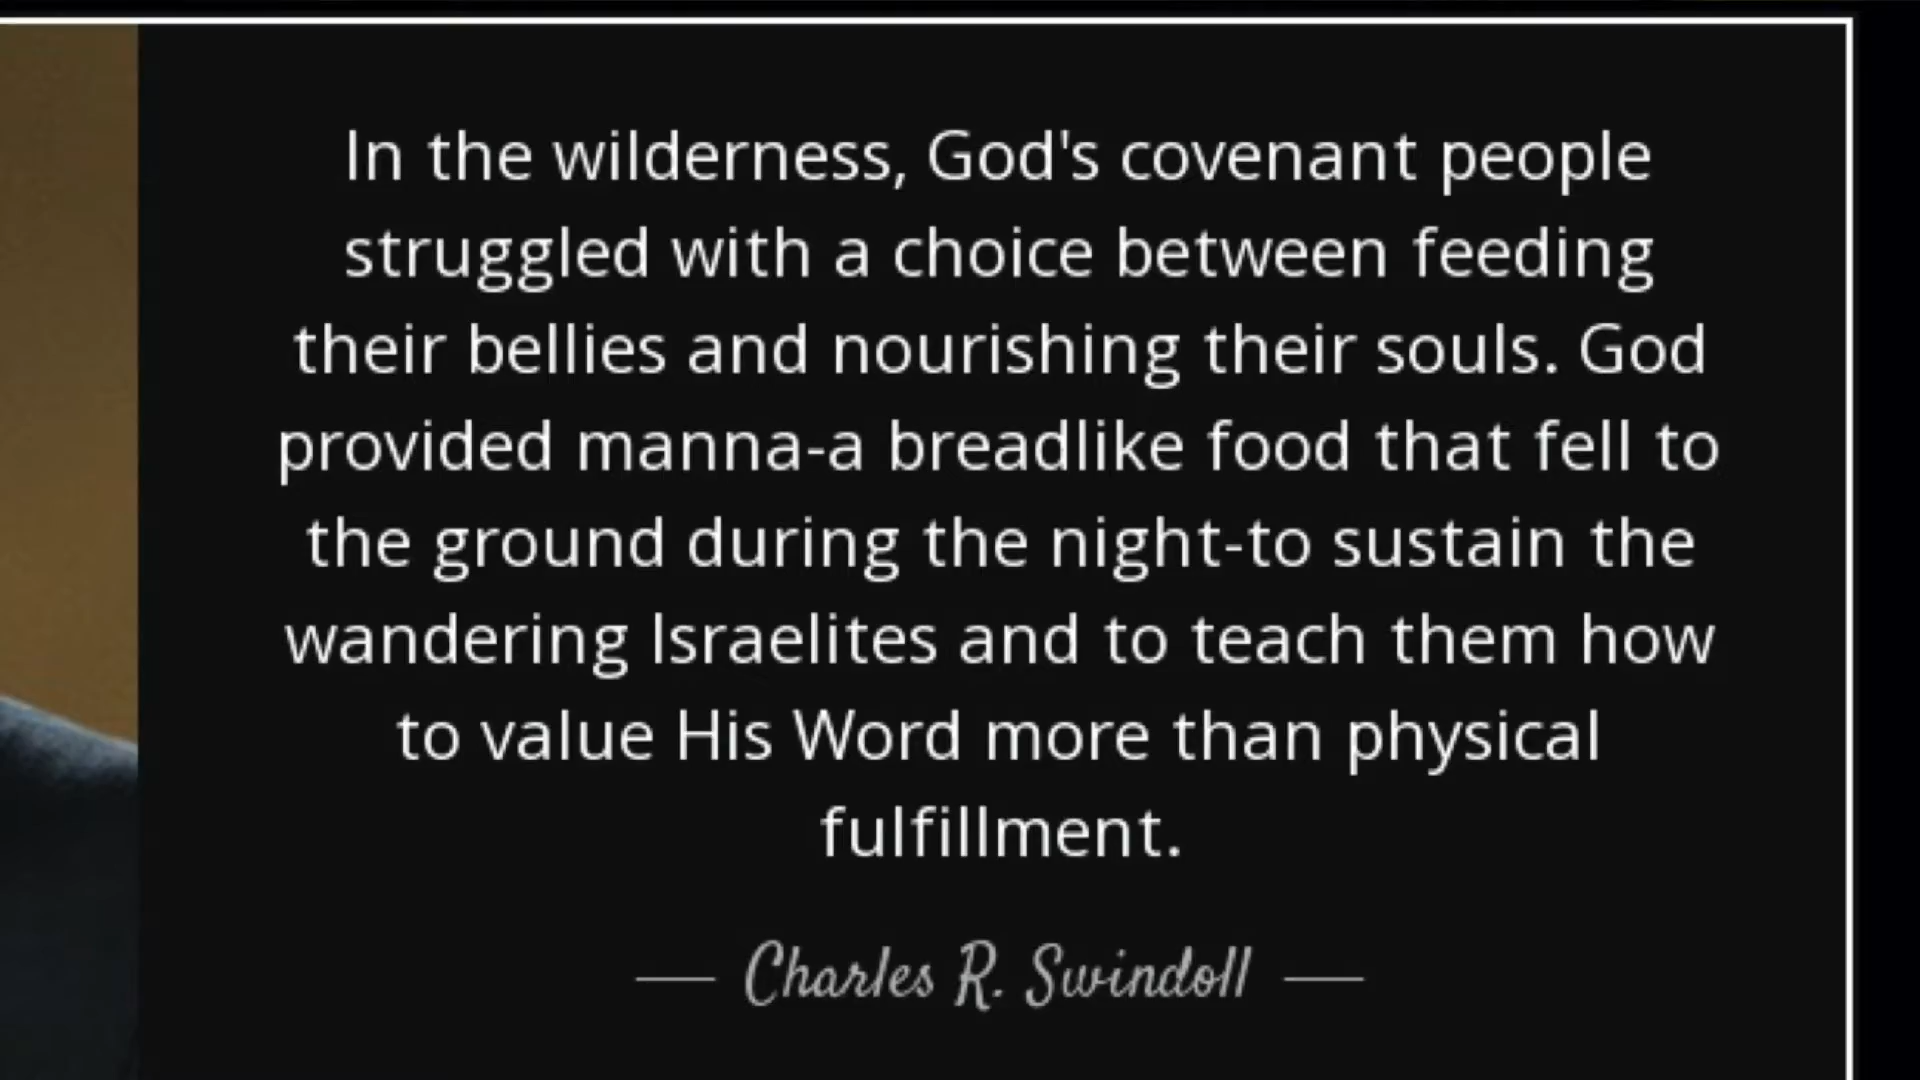 In the wilderness, God's covenant people
struggled with a choice between feeding
their bellies and nourishing their souls. God
provided manna-a breadlike food that fell to
the ground during the night-to sustain the
wandering Israelites and to teach them how
to value His Word more than physical
fulfillment.
— Charles R. Swindoll —